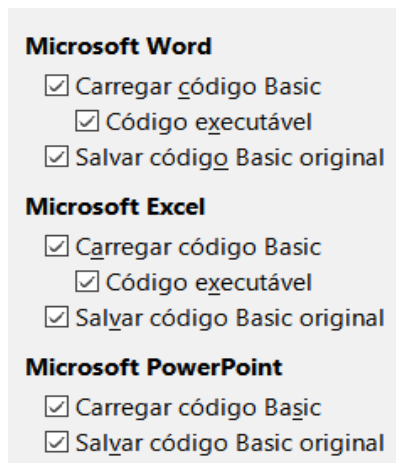 Microsoft Word
Carregar código Basic
Código executável
Salvar código Basic original
Microsoft Excel
Carregar código Basic
Código executável
Salvar código Basic original
Microsoft PowerPoint
Carregar código Basic
Salvar código Basic original